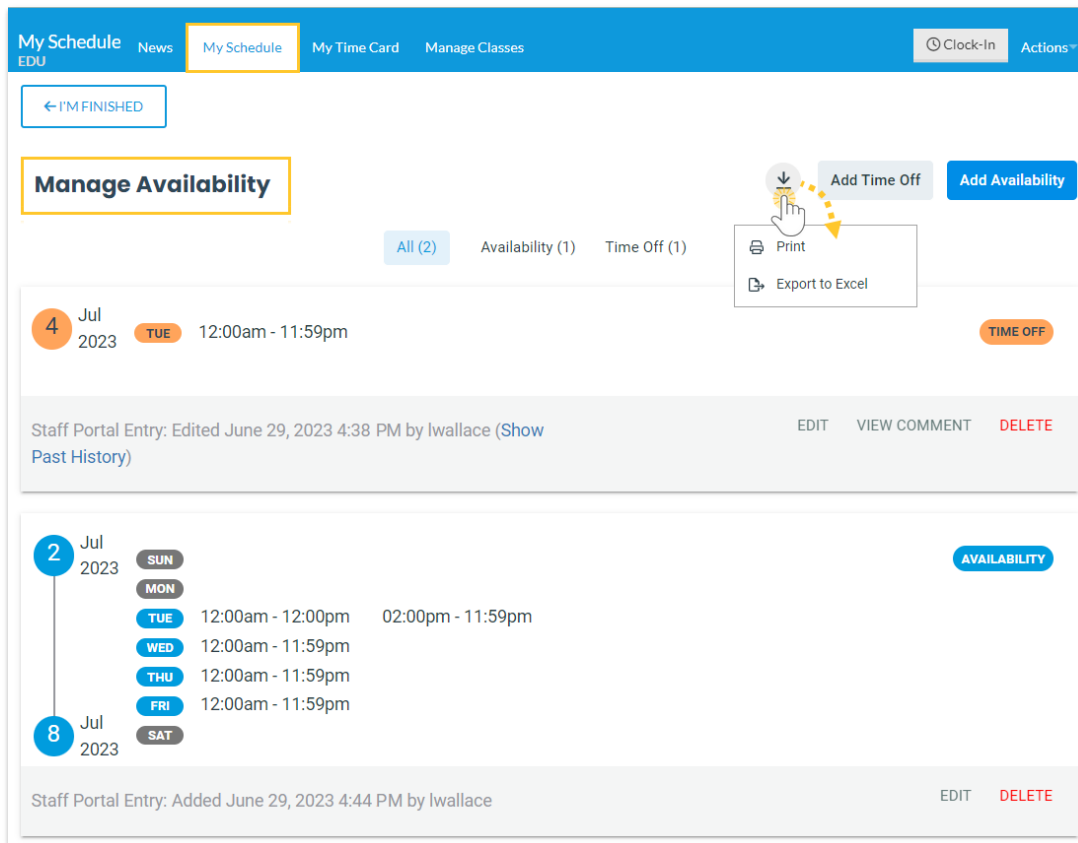 My Schedule News My Schedule My Time Card Manage Classes Clock-In Actions
EDU
I'M FINISHED
Manage Availability Add Time Off Add Availability
All (2) Availability (1) Time Off (1) Print
Export to Excel
4 Jul 2023 TUE 12:00am - 11:59pm TIME OFF
Staff Portal Entry: Edited June 29, 2023 4:38 PM by lwallace (Show EDIT VIEW COMMENT DELETE
Past History)
2 Jul 2023 SUN AVAILABILITY
MON
TUE 12:00am - 12:00pm 02:00pm - 11:59pm
WED 12:00am - 11:59pm
THU 12:00am - 11:59pm
FRI 12:00am - 11:59pm
8 Jul 2023 SAT
Staff Portal Entry: Added June 29, 2023 4:44 PM by lwallace EDIT DELETE